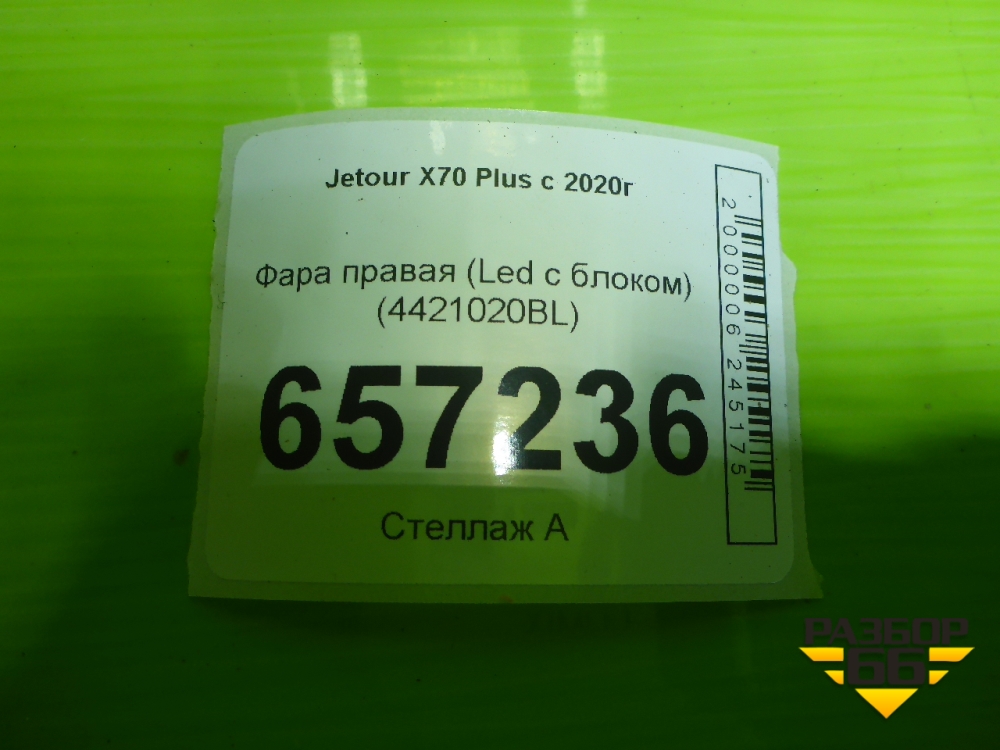 Jetour X70 Plus с 2020г
Фара правая (Led с блоком)
(4421020BL)
657236
Стеллаж А
2000006245175
РАЗБОР
66